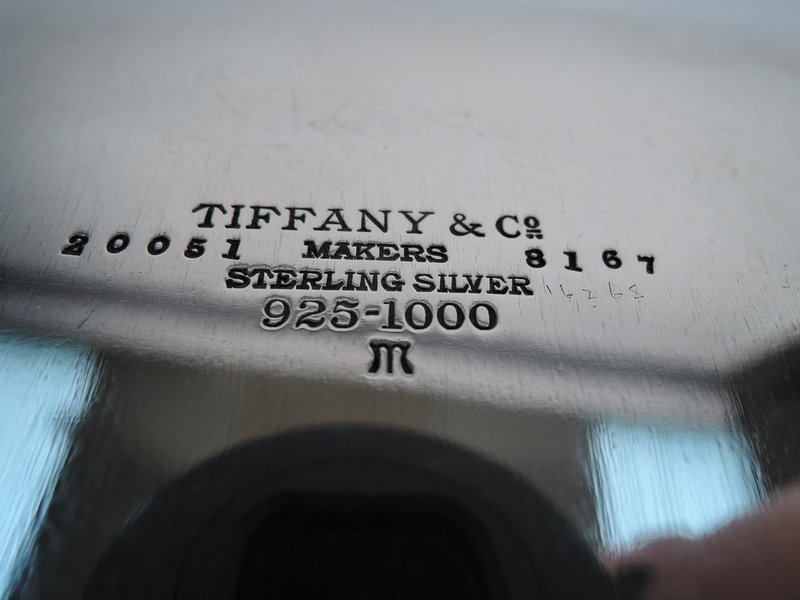 TIFFANY & Co
20051 MAKERS 8167
STERLING SILVER
925-1000
m